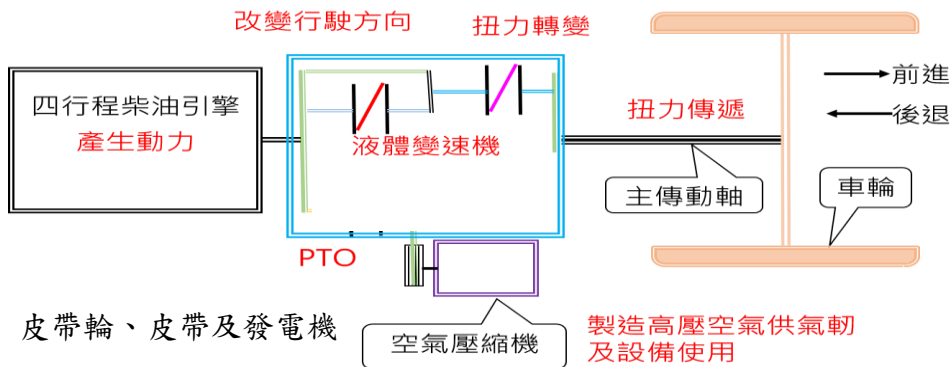 改變行駛方向
扭力轉變
四行程柴油引擎
產生動力
液體變速機
扭力傳遞
前進
後退
主傳動軸
車輪
PTO
皮帶輪、皮帶及發電機
空氣壓縮機
製造高壓空氣供氣軔
及設備使用